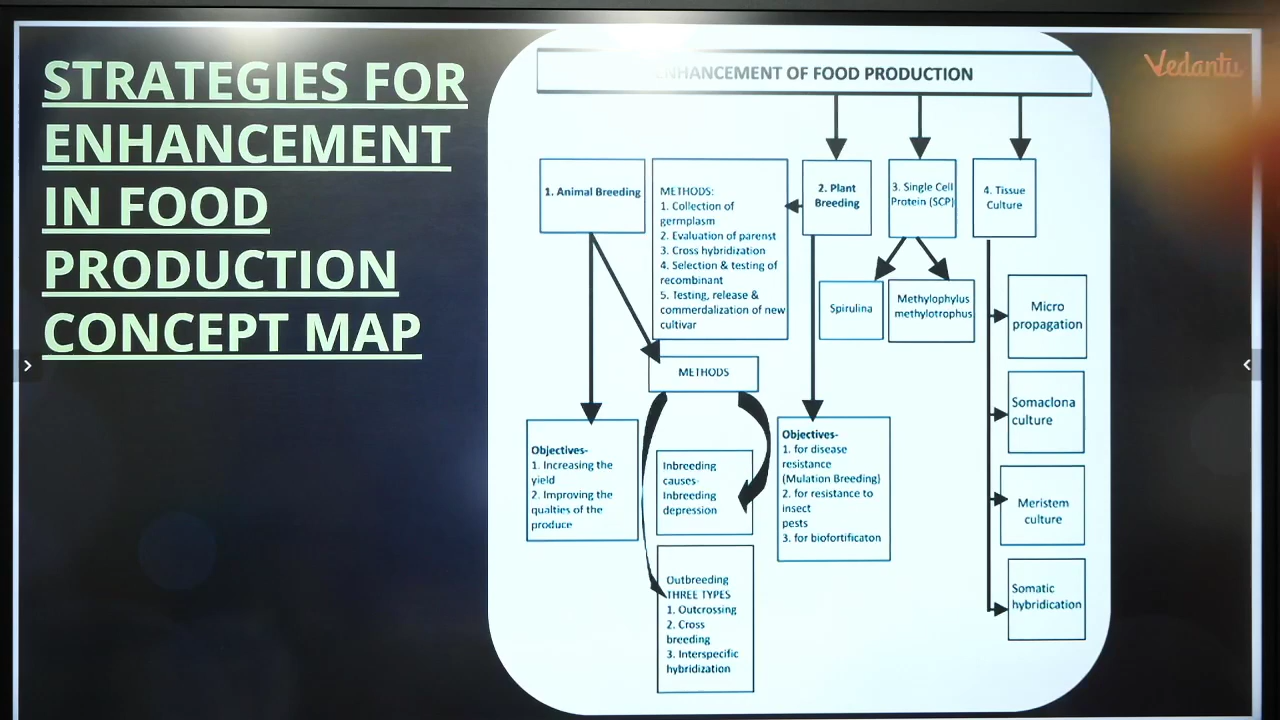 STRATEGIES FOR
ENHANCEMENT
IN FOOD
PRODUCTION
CONCEPT MAP
Vedantu
ENHANCEMENT OF FOOD PRODUCTION
1. Animal Breeding
METHODS:
1. Collection of
germplasm
2. Evaluation of parenst
3. Cross hybridization
4. Selection & testing of
recombinant
5. Testing, release &
commerdalization of new
cultivar
2. Plant
Breeding
3. Single Cell
Protein (SCP)
4. Tissue
Culture
Spirulina
Methylophylus
methylotrophus
Micro
propagation
METHODS
Somaclona
culture
Objectives-
1. Increasing the
yield
2. Improving the
qualties of the
produce
Inbreeding
causes-
Inbreeding
depression
Objectives-
1. for disease
resistance
(Mulation Breeding)
2. for resistance to
insect
pests
3. for biofortificaton
Meristem
culture
Outbreeding
THREE TYPES
1. Outcrossing
2. Cross
breeding
3. Interspecific
hybridization
Somatic
hybridication